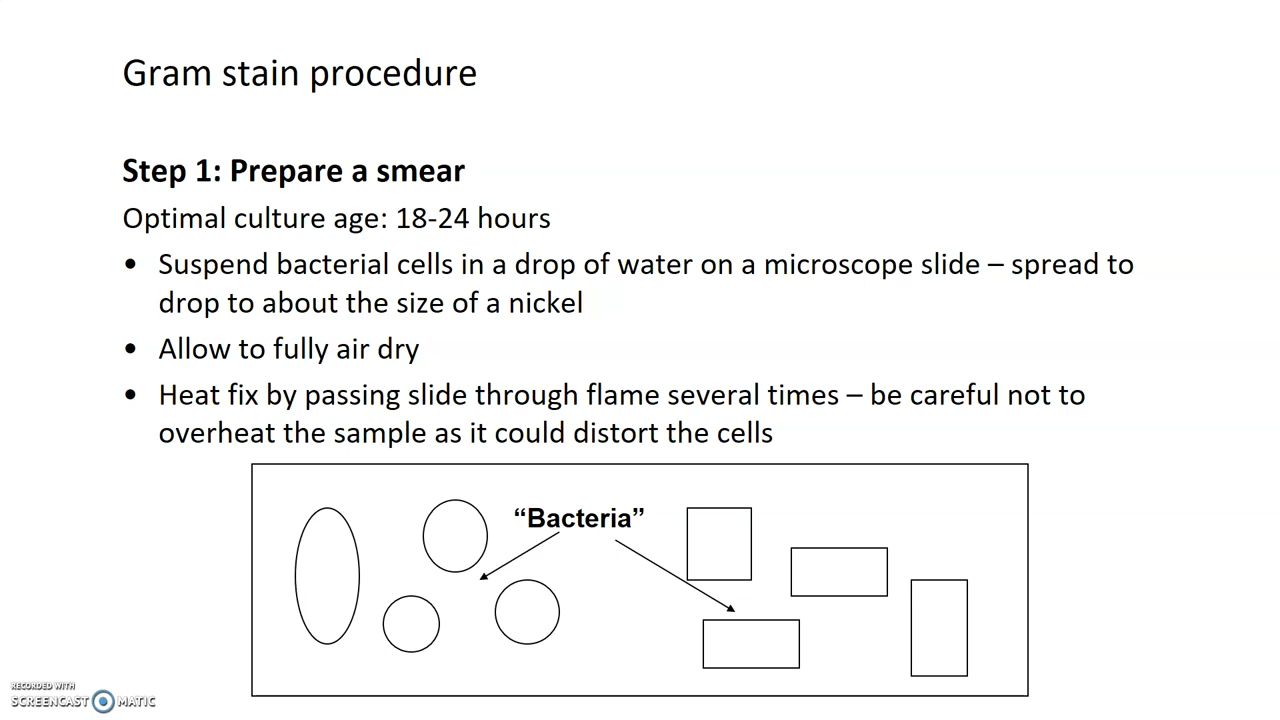 Gram stain procedure
Step 1: Prepare a smear
Optimal culture age: 18-24 hours
• Suspend bacterial cells in a drop of water on a microscope slide – spread to
drop to about the size of a nickel
• Allow to fully air dry
• Heat fix by passing slide through flame several times – be careful not to
overheat the sample as it could distort the cells
“Bacteria”
RECORDED WITH
SCREENCAST MATIC